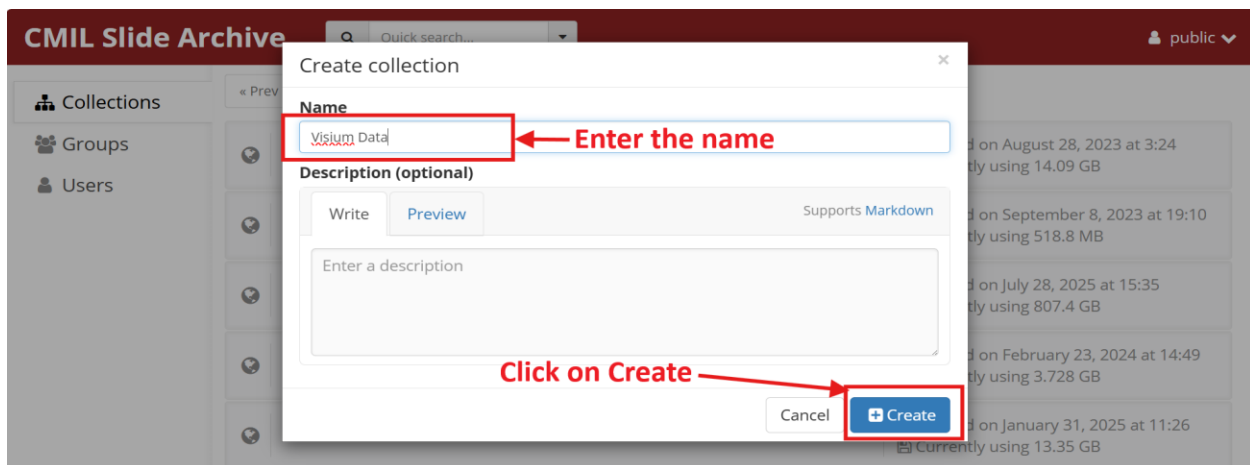 CMIL Slide Archive
Quick search...
public
Collections
Groups
Users
« Prev
Create collection
×
Name
Visium Data
Enter the name
Description (optional)
Write
Preview
Supports Markdown
Enter a description
Click on Create
Cancel
Create
d on August 28, 2023 at 3:24
tly using 14.09 GB
d on September 8, 2023 at 19:10
tly using 518.8 MB
d on July 28, 2025 at 15:35
tly using 807.4 GB
d on February 23, 2024 at 14:49
tly using 3.728 GB
d on January 31, 2025 at 11:26
Currently using 13.35 GB